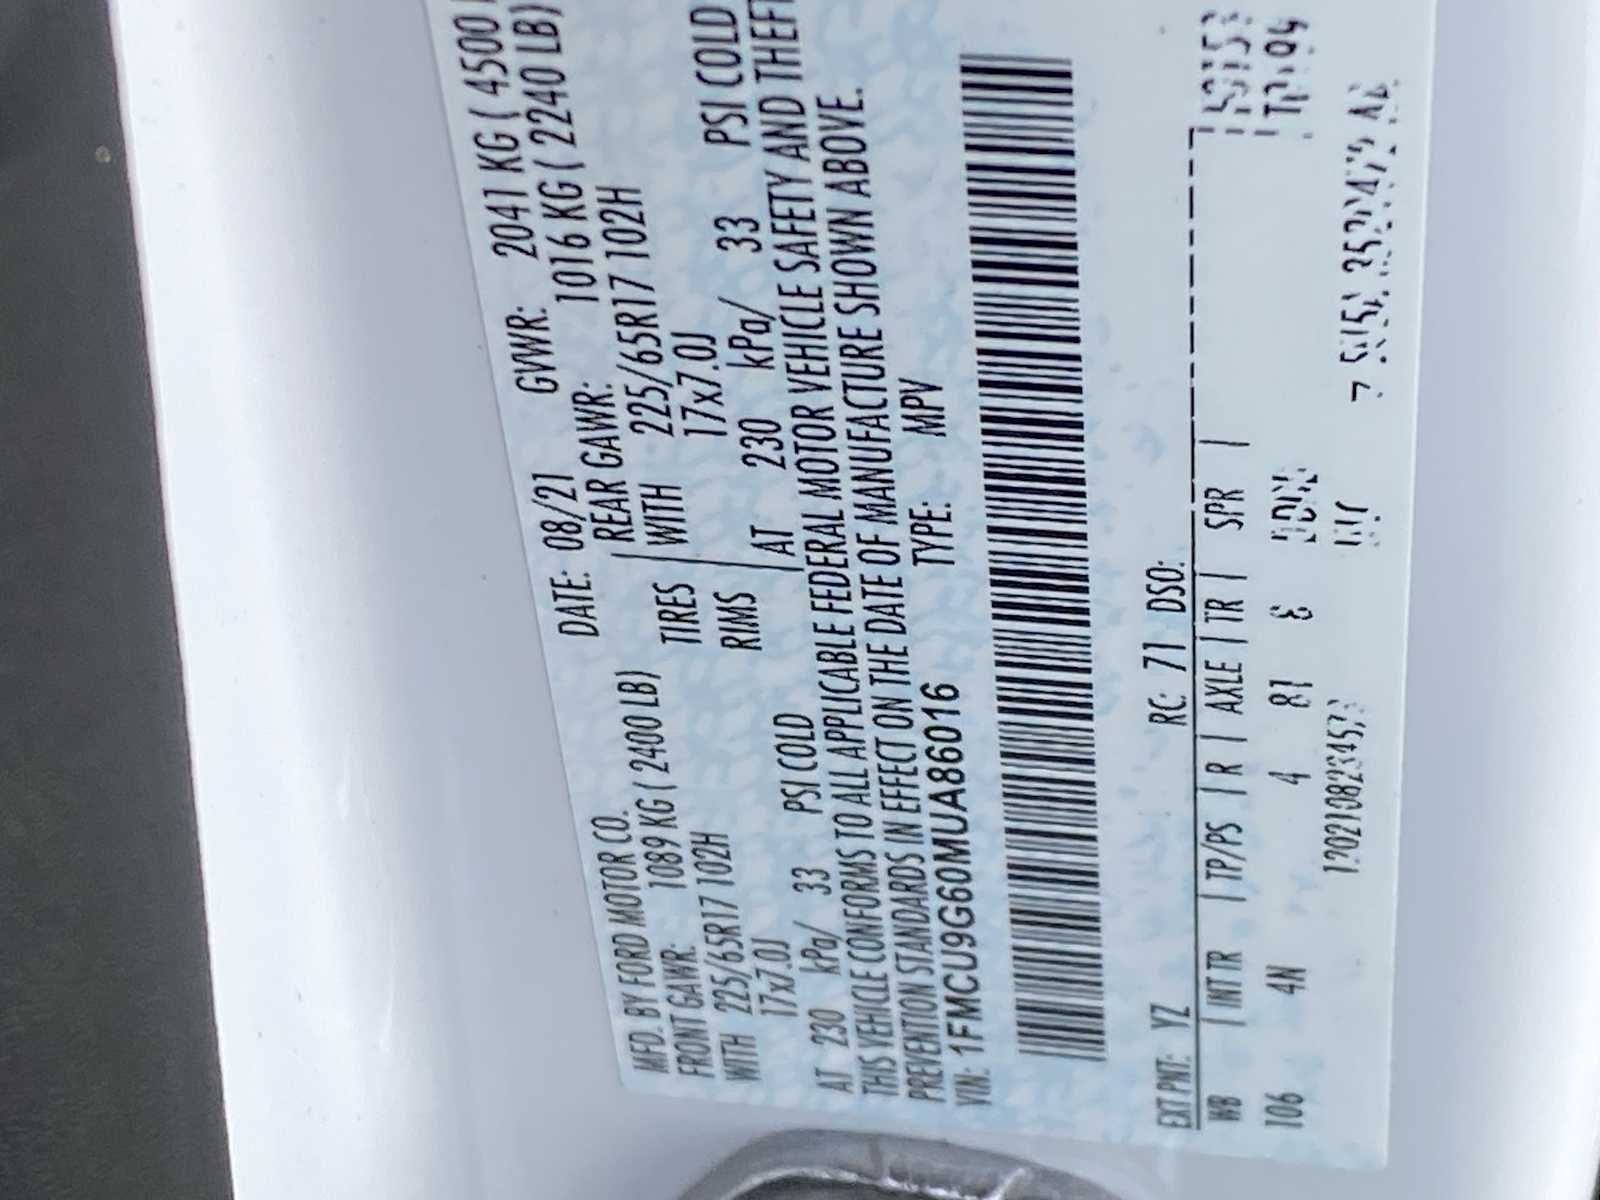 MFD. BY FORD MOTOR CO.
DATE: 08/21 GVWR: 2041 KG ( 4500
FRONT GAWR: 1089 KG ( 2400 LB) REAR GAWR: 1016 KG ( 2240 LB)
WITH 225/65R17 102H TIRES WITH 225/65R17 102H
17x7.0J RIMS 17x7.0J
AT 230 kPa/ 33 PSI COLD AT 230 kPa/ 33 PSI COLD
THIS VEHICLE CONFORMS TO ALL APPLICABLE FEDERAL MOTOR VEHICLE SAFETY AND THEFT
PREVENTION STANDARDS IN EFFECT ON THE DATE OF MANUFACTURE SHOWN ABOVE.
VIN: 1FMCU9G60MUA86016 TYPE: MPV
EXT PNT: YZ RC: 71 DSO:
WB | INT TR | TP/PS | R | AXLE | TR | SPR |
106 4N 4 81 8